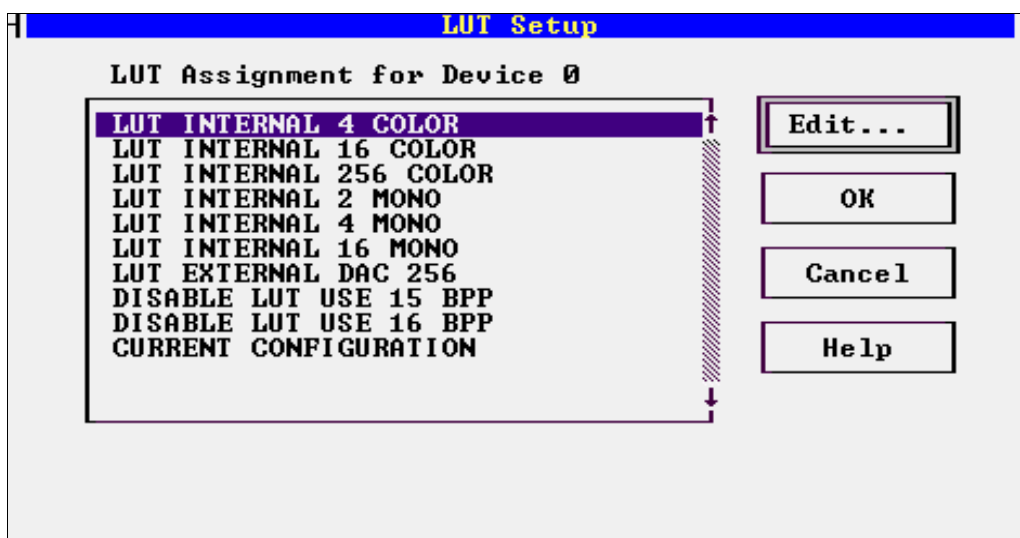 LUT Setup
LUT Assignment for Device 0
LUT INTERNAL 4 COLOR
LUT INTERNAL 16 COLOR
LUT INTERNAL 256 COLOR
LUT INTERNAL 2 MONO
LUT INTERNAL 4 MONO
LUT INTERNAL 16 MONO
LUT EXTERNAL DAC 256
DISABLE LUT USE 15 BPP
DISABLE LUT USE 16 BPP
CURRENT CONFIGURATION
Edit...
OK
Cancel
Help